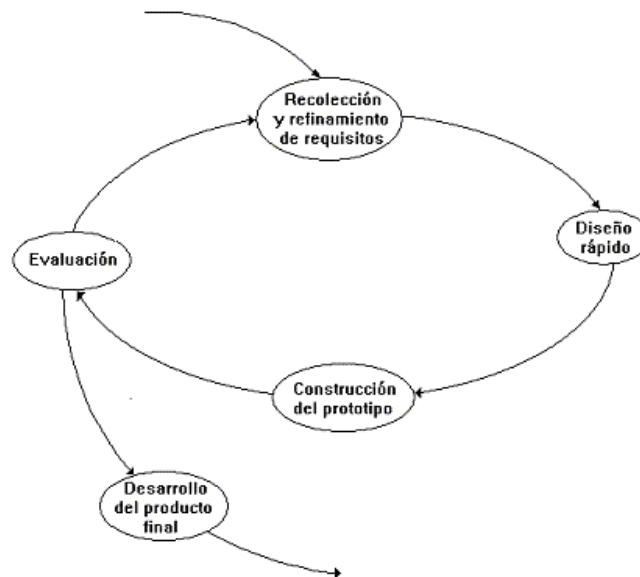 Recolección
y refinamiento
de requisitos
Diseño
rápido
Evaluación
Construcción
del prototipo
Desarrollo
del producto
final